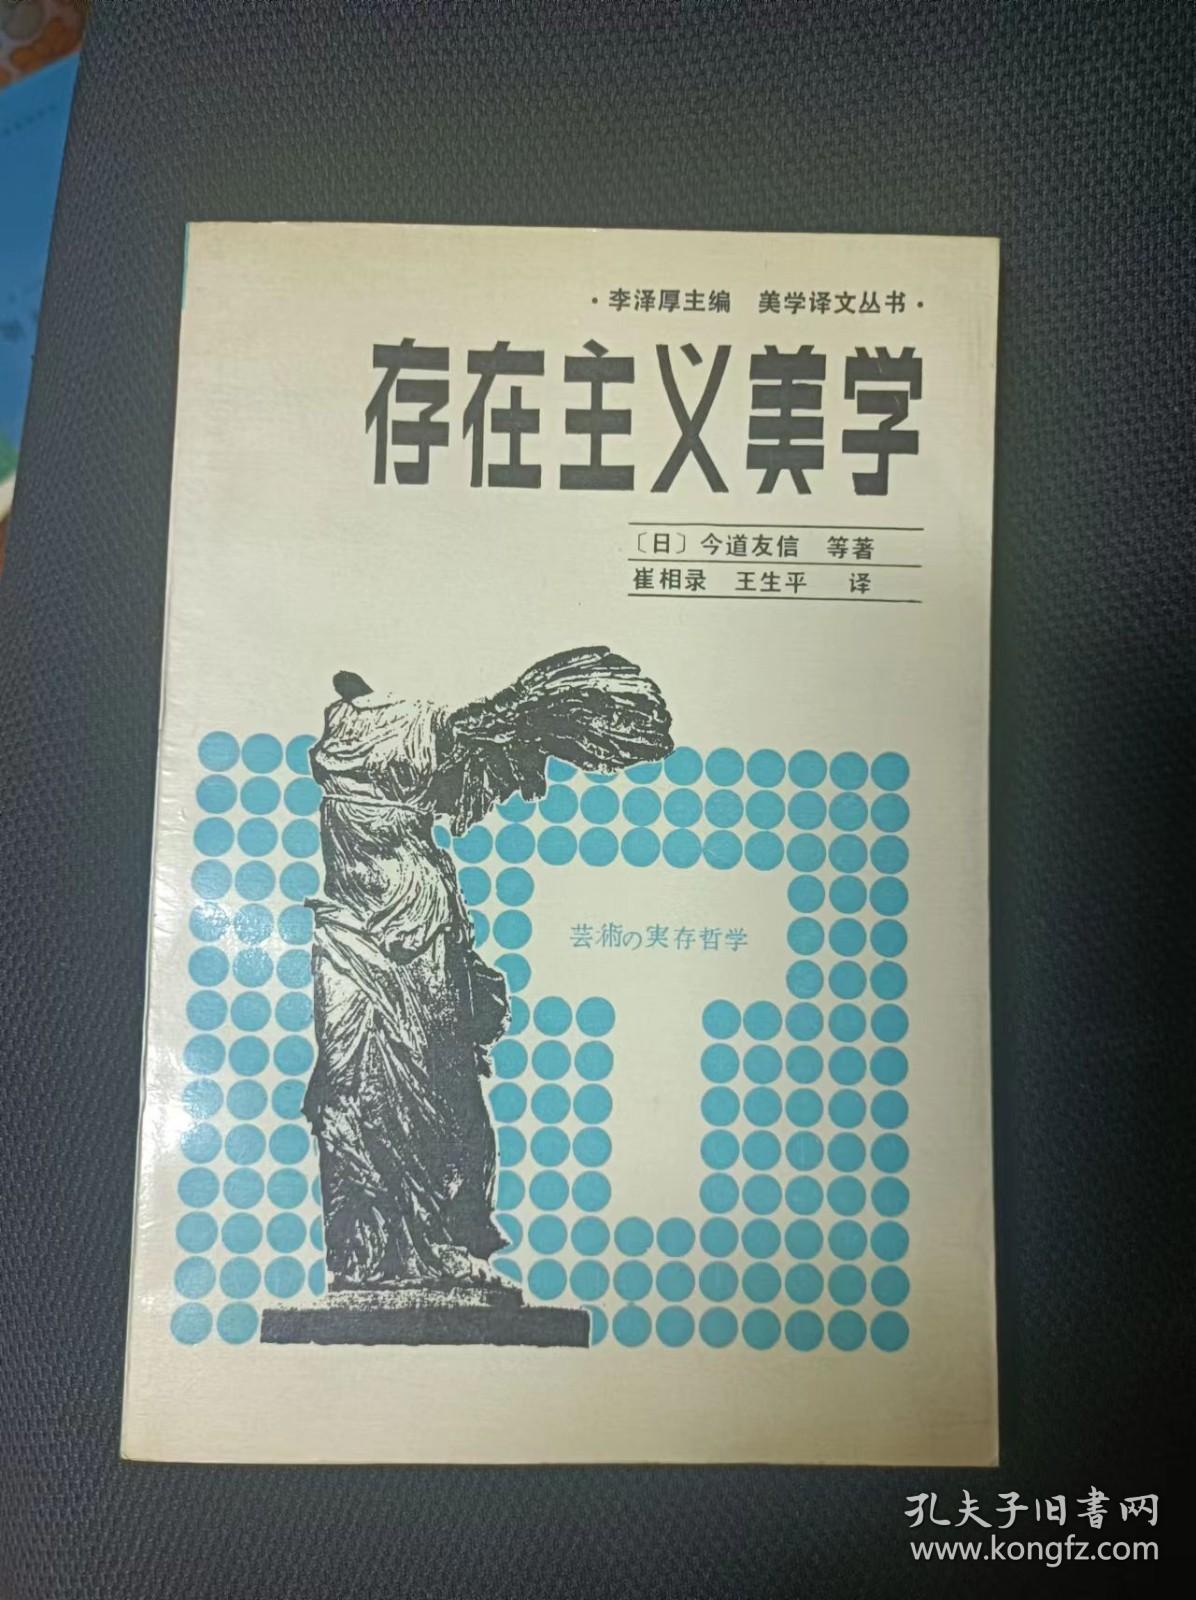 ·李泽厚主编 美学译文丛书·
存在主义美学
〔日〕今道友信 等著
崔相录 王生平 译
芸術の実存哲学
孔夫子旧書网
www.kongfz.com